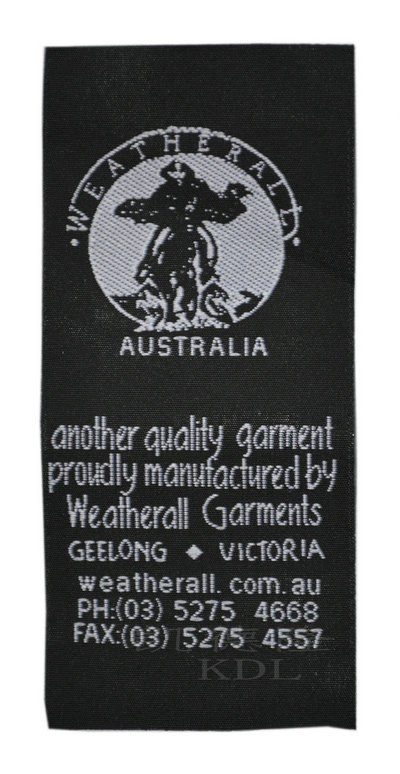 • WEATHERALL •
AUSTRALIA
another quality garment
proudly manufactured by
Weatherall Garments
GEELONG ◆ VICTORIA
weatherall.com.au
PH:(03) 5275 4668
FAX:(03) 5275 4557
KDL